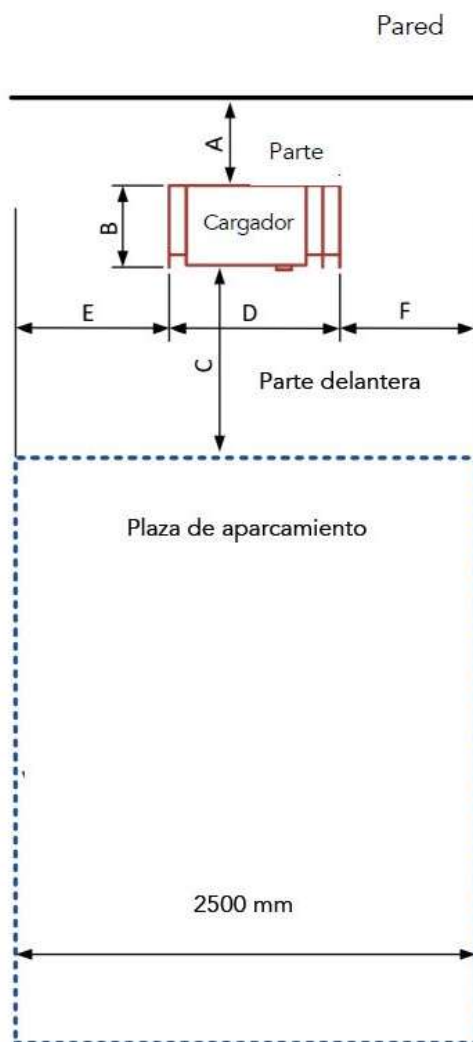 Pared
A
Parte
B
Cargador
E
D
F
C
Parte delantera
Plaza de aparcamiento
2500 mm